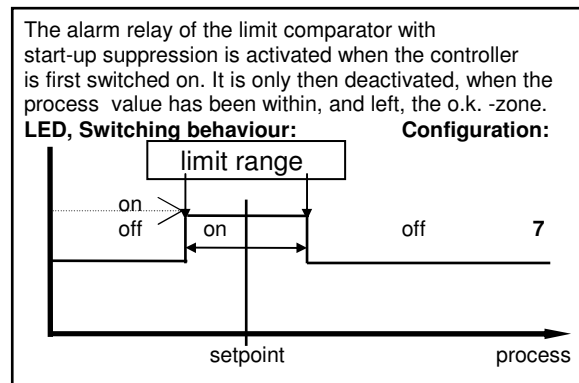 The alarm relay of the limit comparator with
start-up suppression is activated when the controller
is first switched on. It is only then deactivated, when the
process value has been within, and left, the o.k. -zone.
LED, Switching behaviour: Configuration:
limit range
on
off on off 7
setpoint process